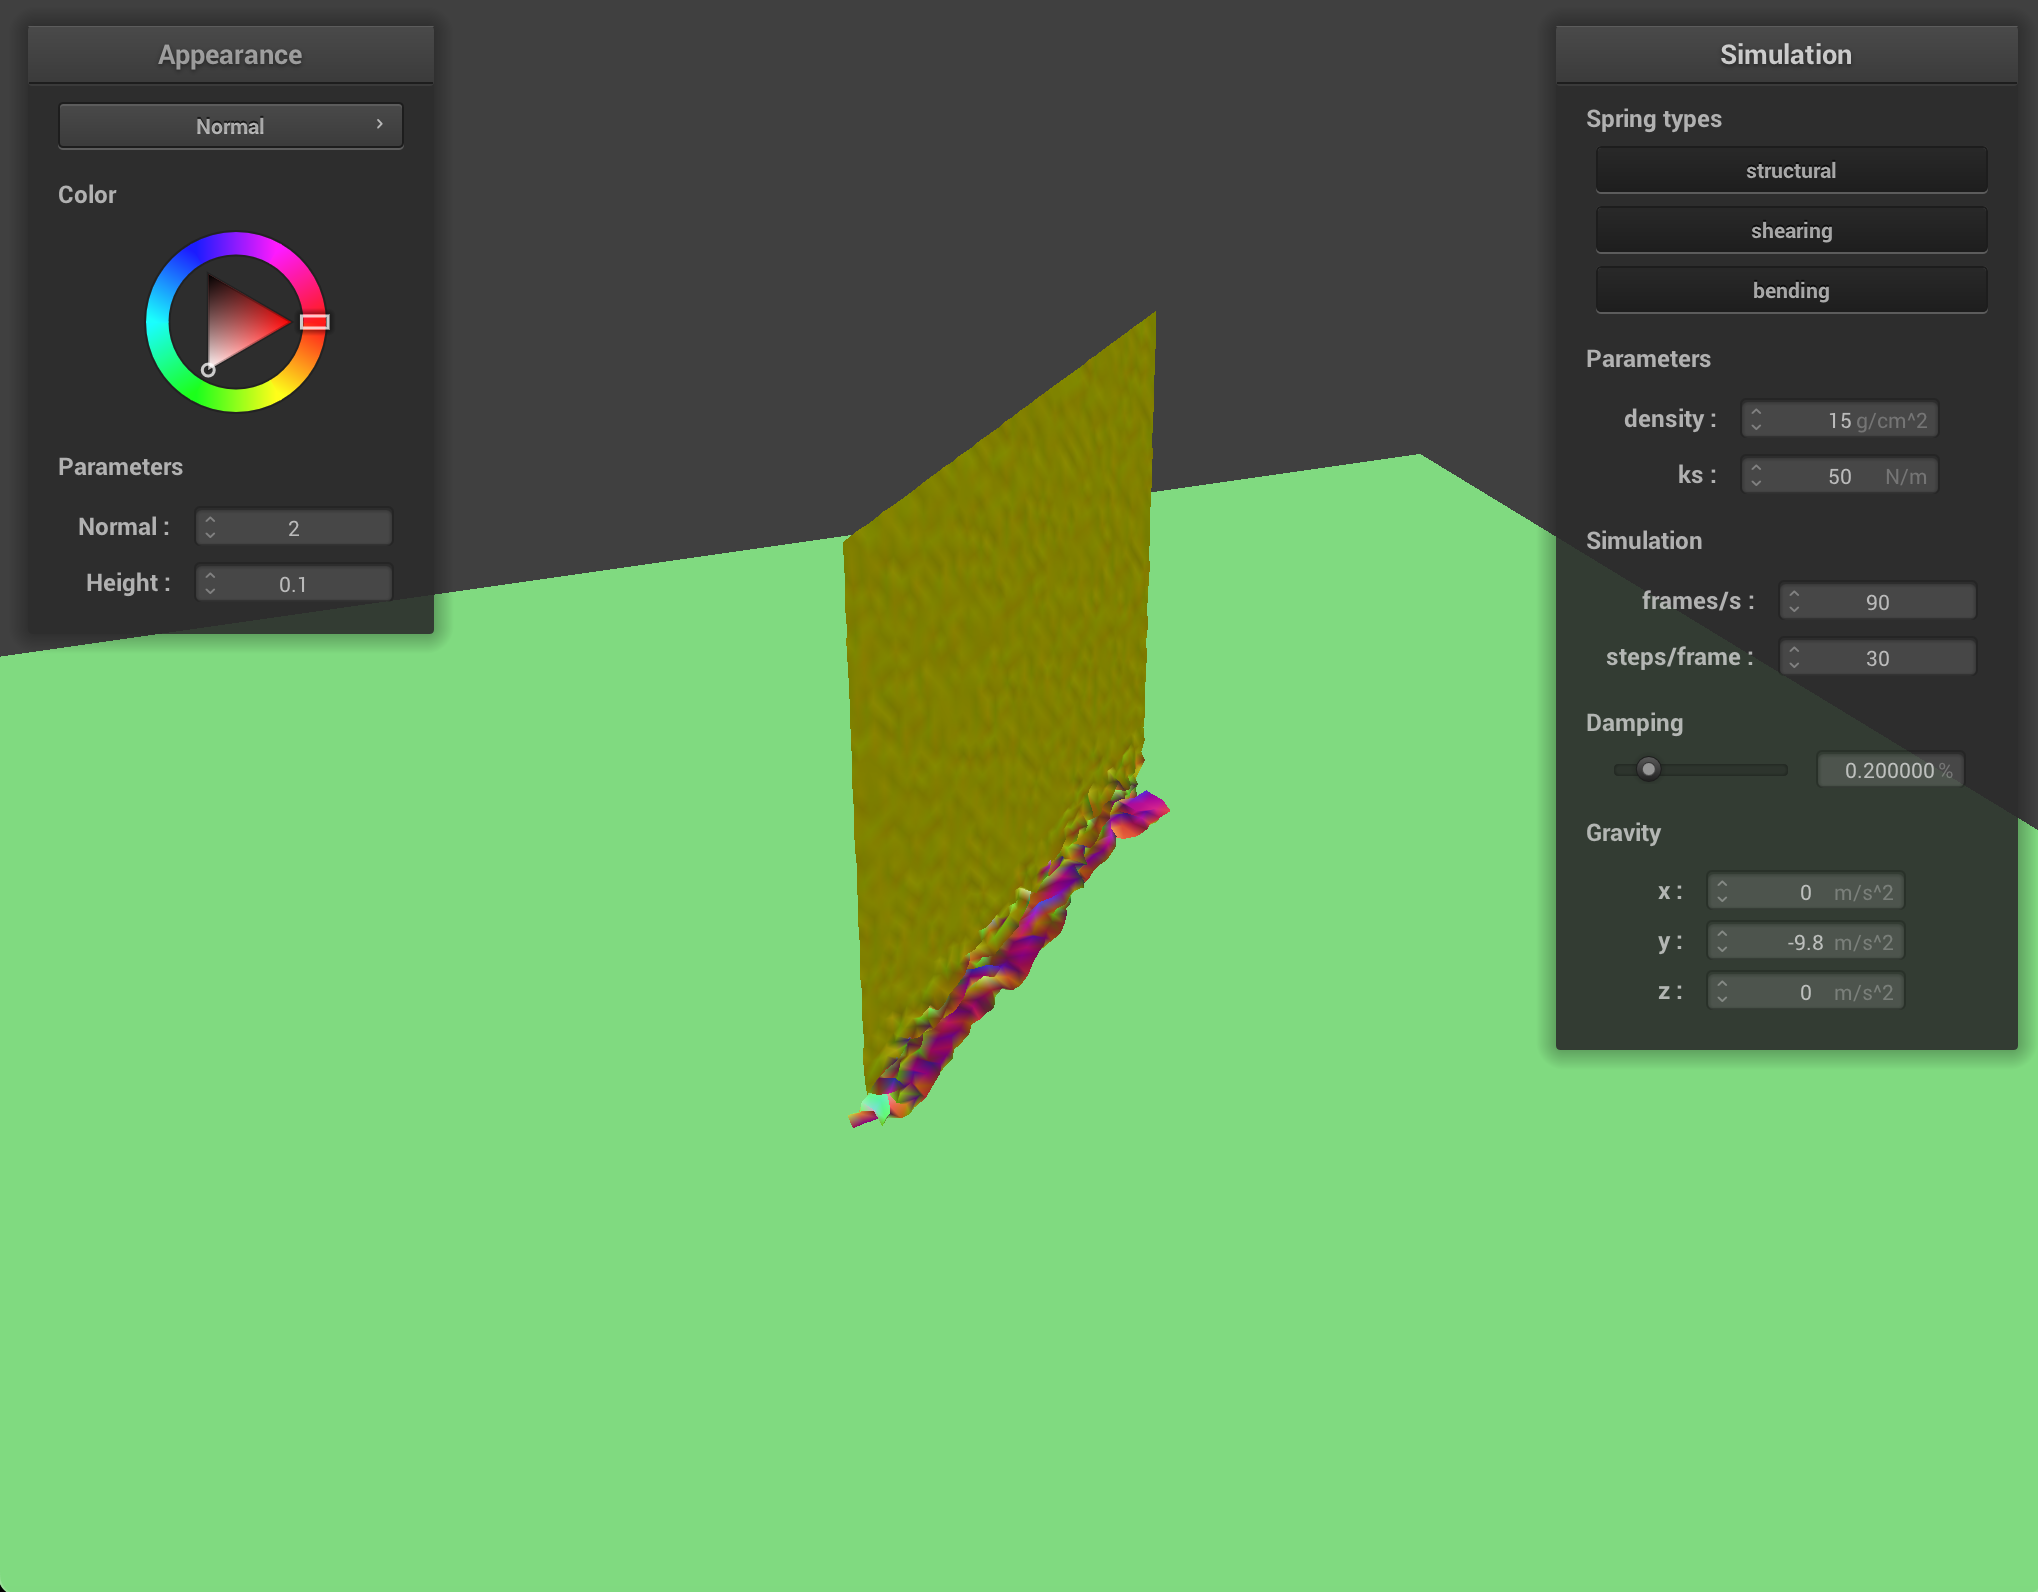 Appearance
Normal
Color
Parameters
Normal : 2
Height : 0.1
Simulation
Spring types
structural
shearing
bending
Parameters
density : 15 g/cm^2
ks : 50 N/m
Simulation
frames/s : 90
steps/frame : 30
Damping
0.200000 %
Gravity
x : 0 m/s^2
y : -9.8 m/s^2
z : 0 m/s^2